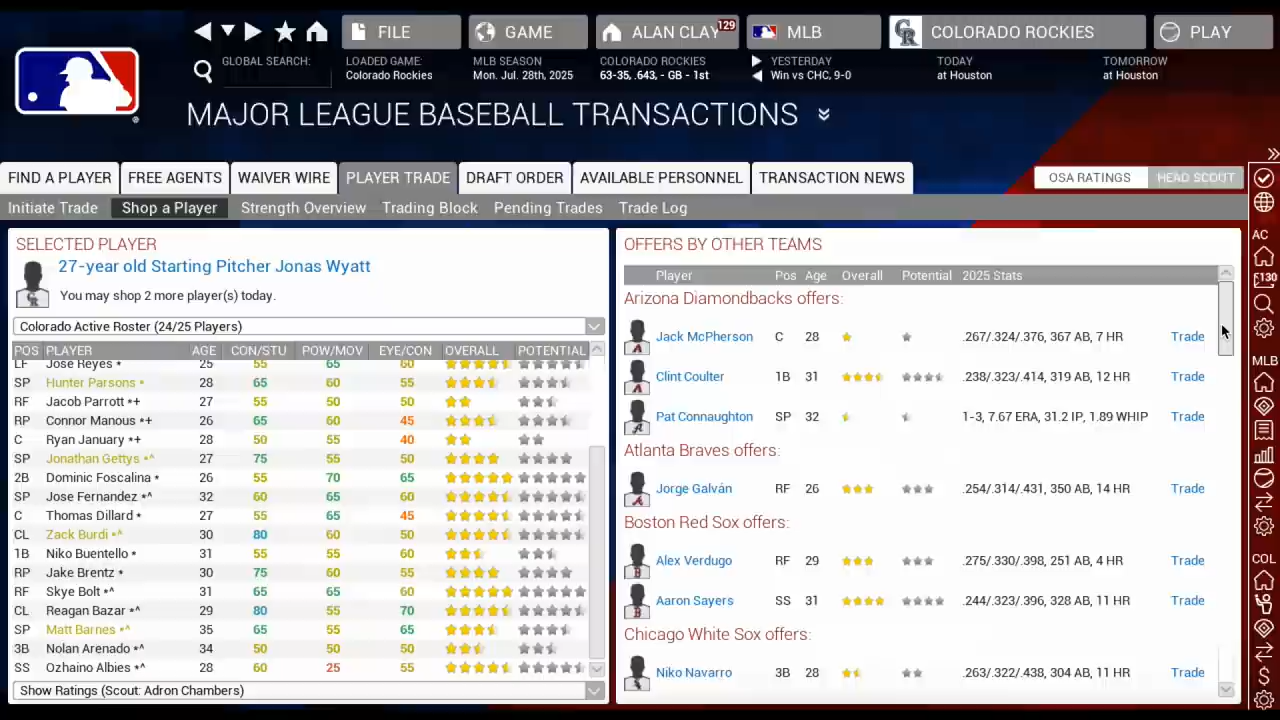 FILE
GAME
ALAN CLAY
129
MLB
COLORADO ROCKIES
PLAY
GLOBAL SEARCH:
LOADED GAME:
Colorado Rockies
MLB SEASON
Mon. Jul. 28th, 2025
COLORADO ROCKIES
63-35, .643, - GB - 1st
YESTERDAY
Win vs CHC, 9-0
TODAY
at Houston
TOMORROW
at Houston
MAJOR LEAGUE BASEBALL TRANSACTIONS
FIND A PLAYER
FREE AGENTS
WAIVER WIRE
PLAYER TRADE
DRAFT ORDER
AVAILABLE PERSONNEL
TRANSACTION NEWS
OSA RATINGS
HEAD SCOUT
Initiate Trade
Shop a Player
Strength Overview
Trading Block
Pending Trades
Trade Log
SELECTED PLAYER
27-year old Starting Pitcher Jonas Wyatt
You may shop 2 more player(s) today.
Colorado Active Roster (24/25 Players)
POS PLAYER AGE CON/STU POW/MOV EYE/CON OVERALL POTENTIAL
LF Jose Reyes * 25 55 65 60
SP Hunter Parsons * 28 65 60 55
RF Jacob Parrott *+ 27 55 50 50
RP Connor Manous *+ 26 65 60 45
C Ryan January *+ 28 50 55 40
SP Jonathan Gettys *^ 27 75 55 50
2B Dominic Foscalina * 26 55 70 65
SP Jose Fernandez *^ 32 60 65 60
C Thomas Dillard * 27 55 65 45
CL Zack Burdi *^ 30 80 60 50
1B Niko Buentello * 31 55 55 60
RP Jake Brentz * 30 75 60 55
RF Skye Bolt *^ 31 65 65 60
CL Reagan Bazar *^ 29 80 55 70
SP Matt Barnes *^ 35 65 55 65
3B Nolan Arenado *^ 34 50 50 50
SS Ozhaino Albies *^ 28 60 25 55
Show Ratings (Scout: Adron Chambers)
OFFERS BY OTHER TEAMS
Player Pos Age Overall Potential 2025 Stats
Arizona Diamondbacks offers:
Jack McPherson C 28 .267/.324/.376, 367 AB, 7 HR Trade
Clint Coulter 1B 31 .238/.323/.414, 319 AB, 12 HR Trade
Pat Connaughton SP 32 1-3, 7.67 ERA, 31.2 IP, 1.89 WHIP Trade
Atlanta Braves offers:
Jorge Galván RF 26 .254/.314/.431, 350 AB, 14 HR Trade
Boston Red Sox offers:
Alex Verdugo RF 29 .275/.330/.398, 251 AB, 4 HR Trade
Aaron Sayers SS 31 .244/.323/.396, 328 AB, 11 HR Trade
Chicago White Sox offers:
Niko Navarro 3B 28 .263/.322/.438, 304 AB, 11 HR Trade
AC
130
MLB
COL